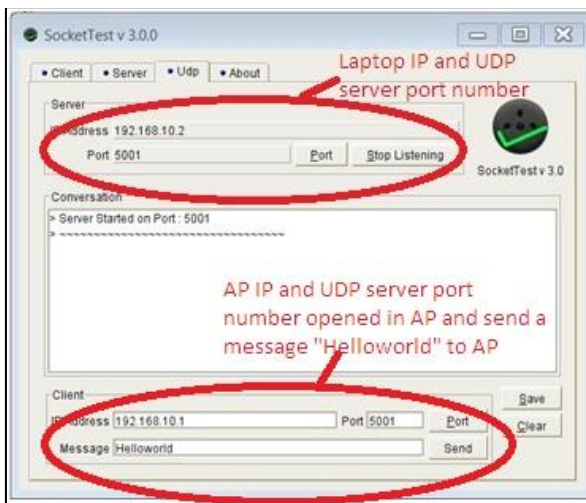 SocketTest v 3.0.0
Client Server Udp About
Laptop IP and UDP
server port number
Server
IP Address 192.168.10.2
Port 5001 Port Stop Listening
SocketTest v 3.0
Conversation
> Server Started on Port : 5001
> ~~~~~~~~~~~~~~~~~~~~~~~~~~~~~~~~~
AP IP and UDP server port
number opened in AP and send a
message "Helloworld" to AP
Client
IP Address 192.168.10.1 Port 5001 Port
Message Helloworld Send
Save
Clear